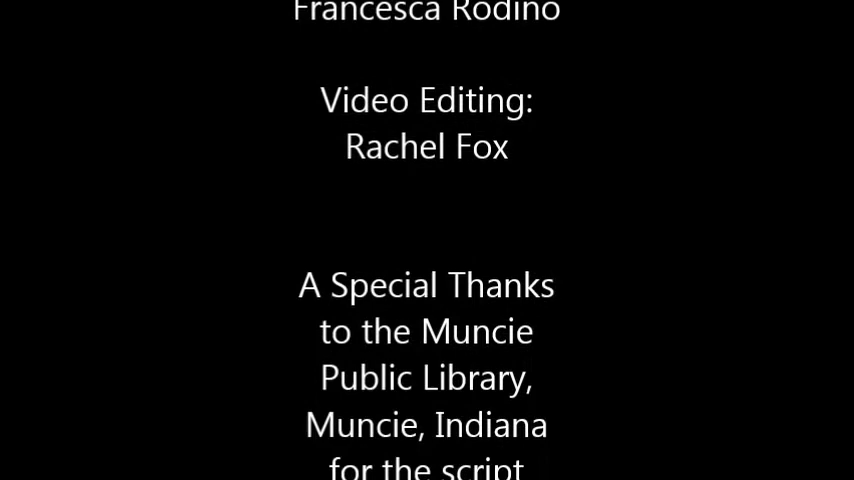 Francesca Rodino
Video Editing:
Rachel Fox
A Special Thanks
to the Muncie
Public Library,
Muncie, Indiana
for the script